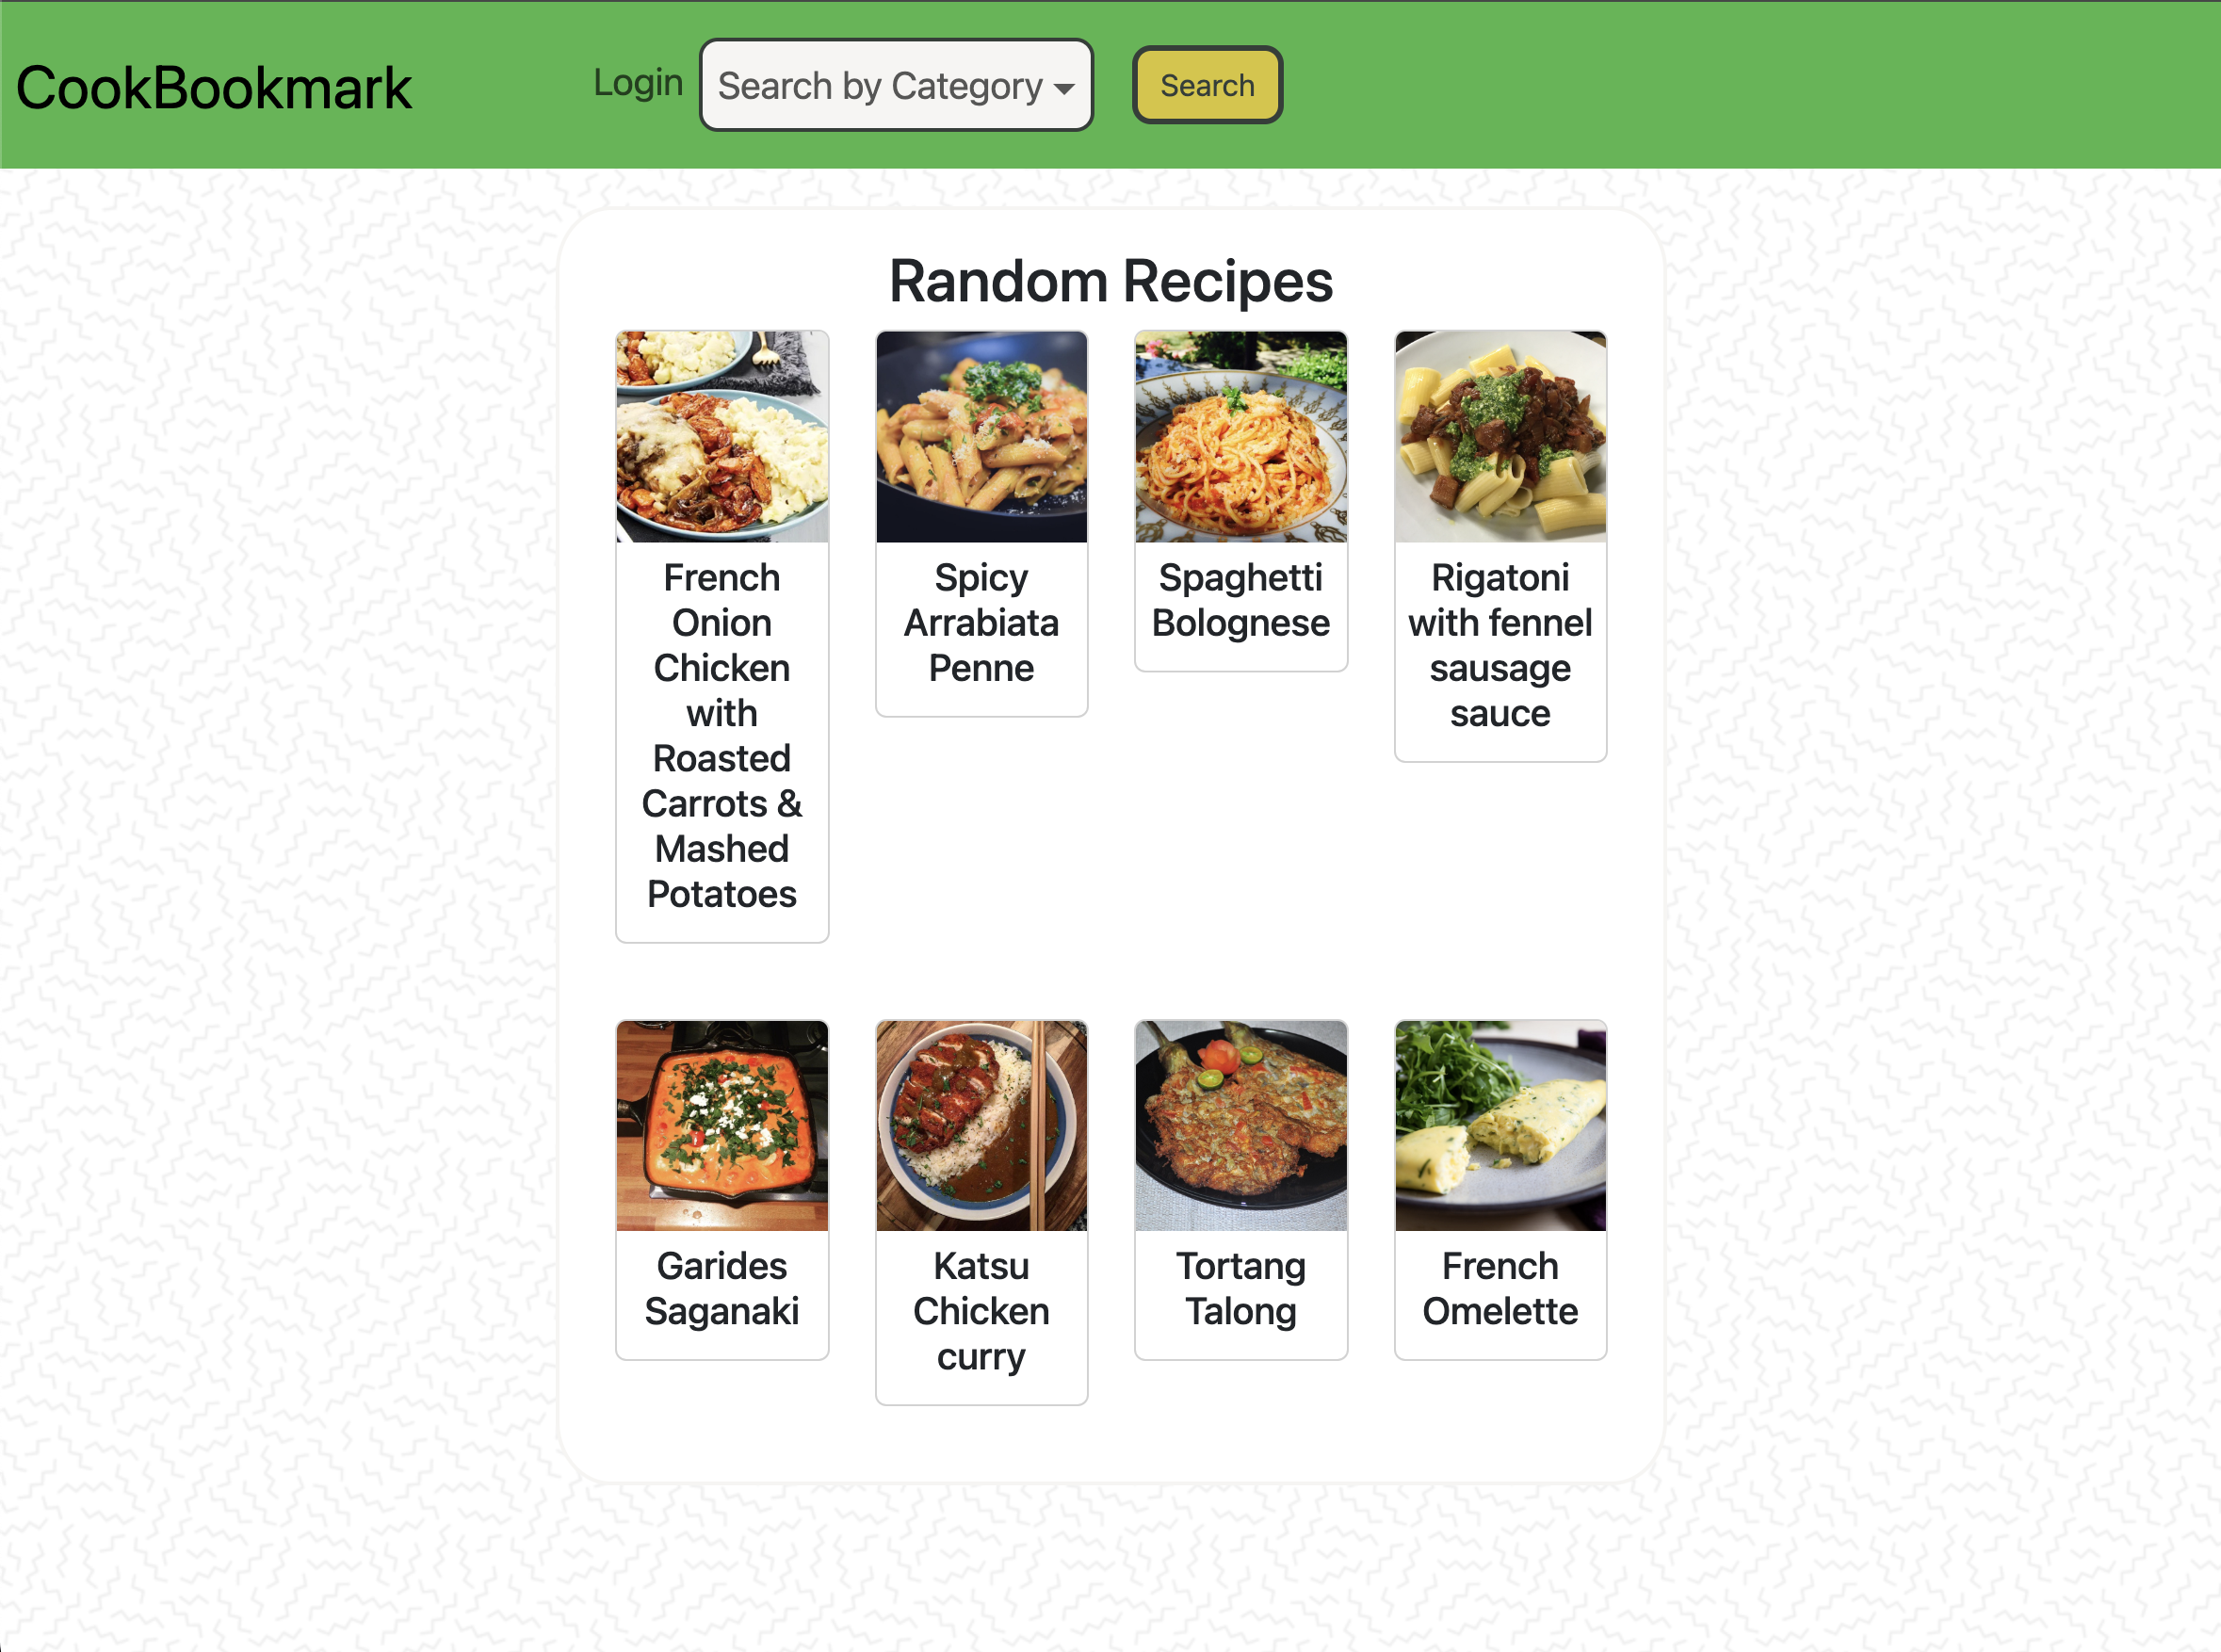 CookBookmark
Login
Search by Category
Search
Random Recipes
French
Onion
Chicken
with
Roasted
Carrots &
Mashed
Potatoes
Spicy
Arrabiata
Penne
Spaghetti
Bolognese
Rigatoni
with fennel
sausage
sauce
Garides
Saganaki
Katsu
Chicken
curry
Tortang
Talong
French
Omelette